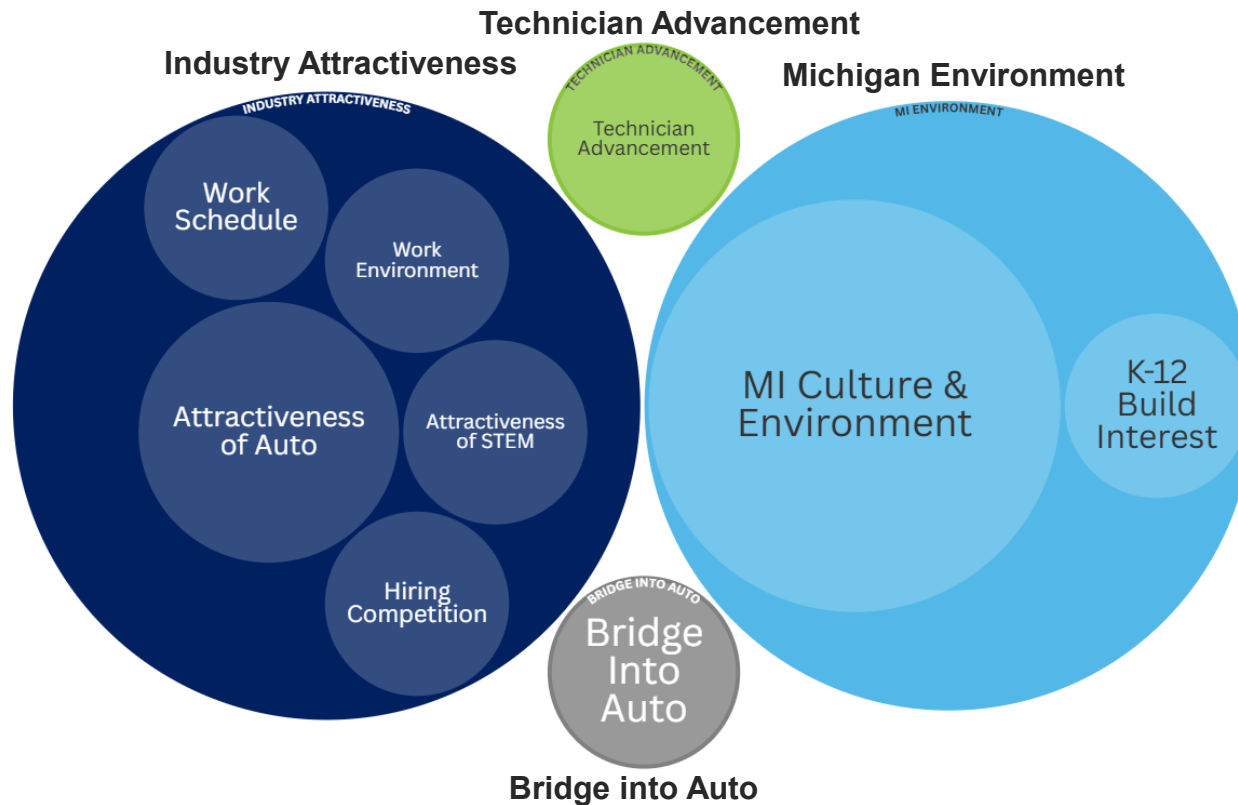 Technician Advancement
Industry Attractiveness
Michigan Environment
TECHNICIAN ADVANCEMENT
Technician
Advancement
INDUSTRY ATTRACTIVENESS
Work
Schedule
Work
Environment
Attractiveness
of Auto
Attractiveness
of STEM
Hiring
Competition
MI ENVIRONMENT
MI Culture &
Environment
K-12
Build
Interest
BRIDGE INTO AUTO
Bridge
Into
Auto
Bridge into Auto